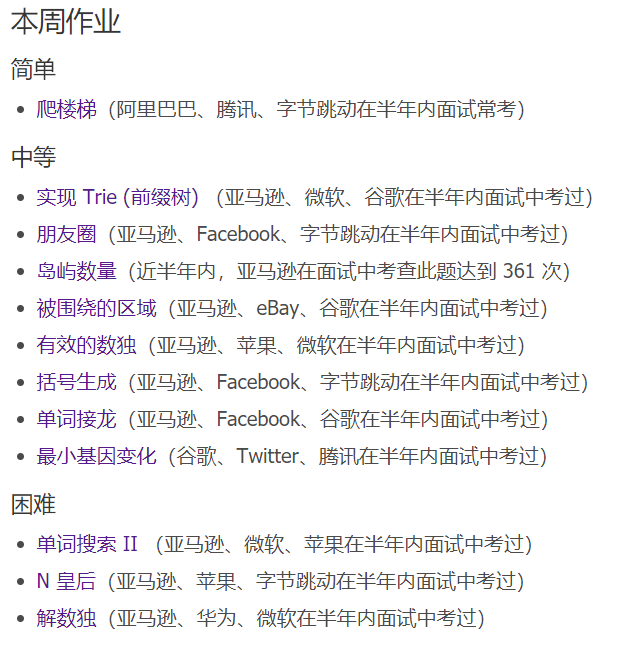 本周作业
简单
• 爬楼梯（阿里巴巴、腾讯、字节跳动在半年内面试常考）
中等
• 实现 Trie (前缀树) （亚马逊、微软、谷歌在半年内面试中考过）
• 朋友圈（亚马逊、Facebook、字节跳动在半年内面试中考过）
• 岛屿数量（近半年内，亚马逊在面试中考查此题达到 361 次）
• 被围绕的区域（亚马逊、eBay、谷歌在半年内面试中考过）
• 有效的数独（亚马逊、苹果、微软在半年内面试中考过）
• 括号生成（亚马逊、Facebook、字节跳动在半年内面试中考过）
• 单词接龙（亚马逊、Facebook、谷歌在半年内面试中考过）
• 最小基因变化（谷歌、Twitter、腾讯在半年内面试中考过）
困难
• 单词搜索 II （亚马逊、微软、苹果在半年内面试中考过）
• N 皇后（亚马逊、苹果、字节跳动在半年内面试中考过）
• 解数独（亚马逊、华为、微软在半年内面试中考过）